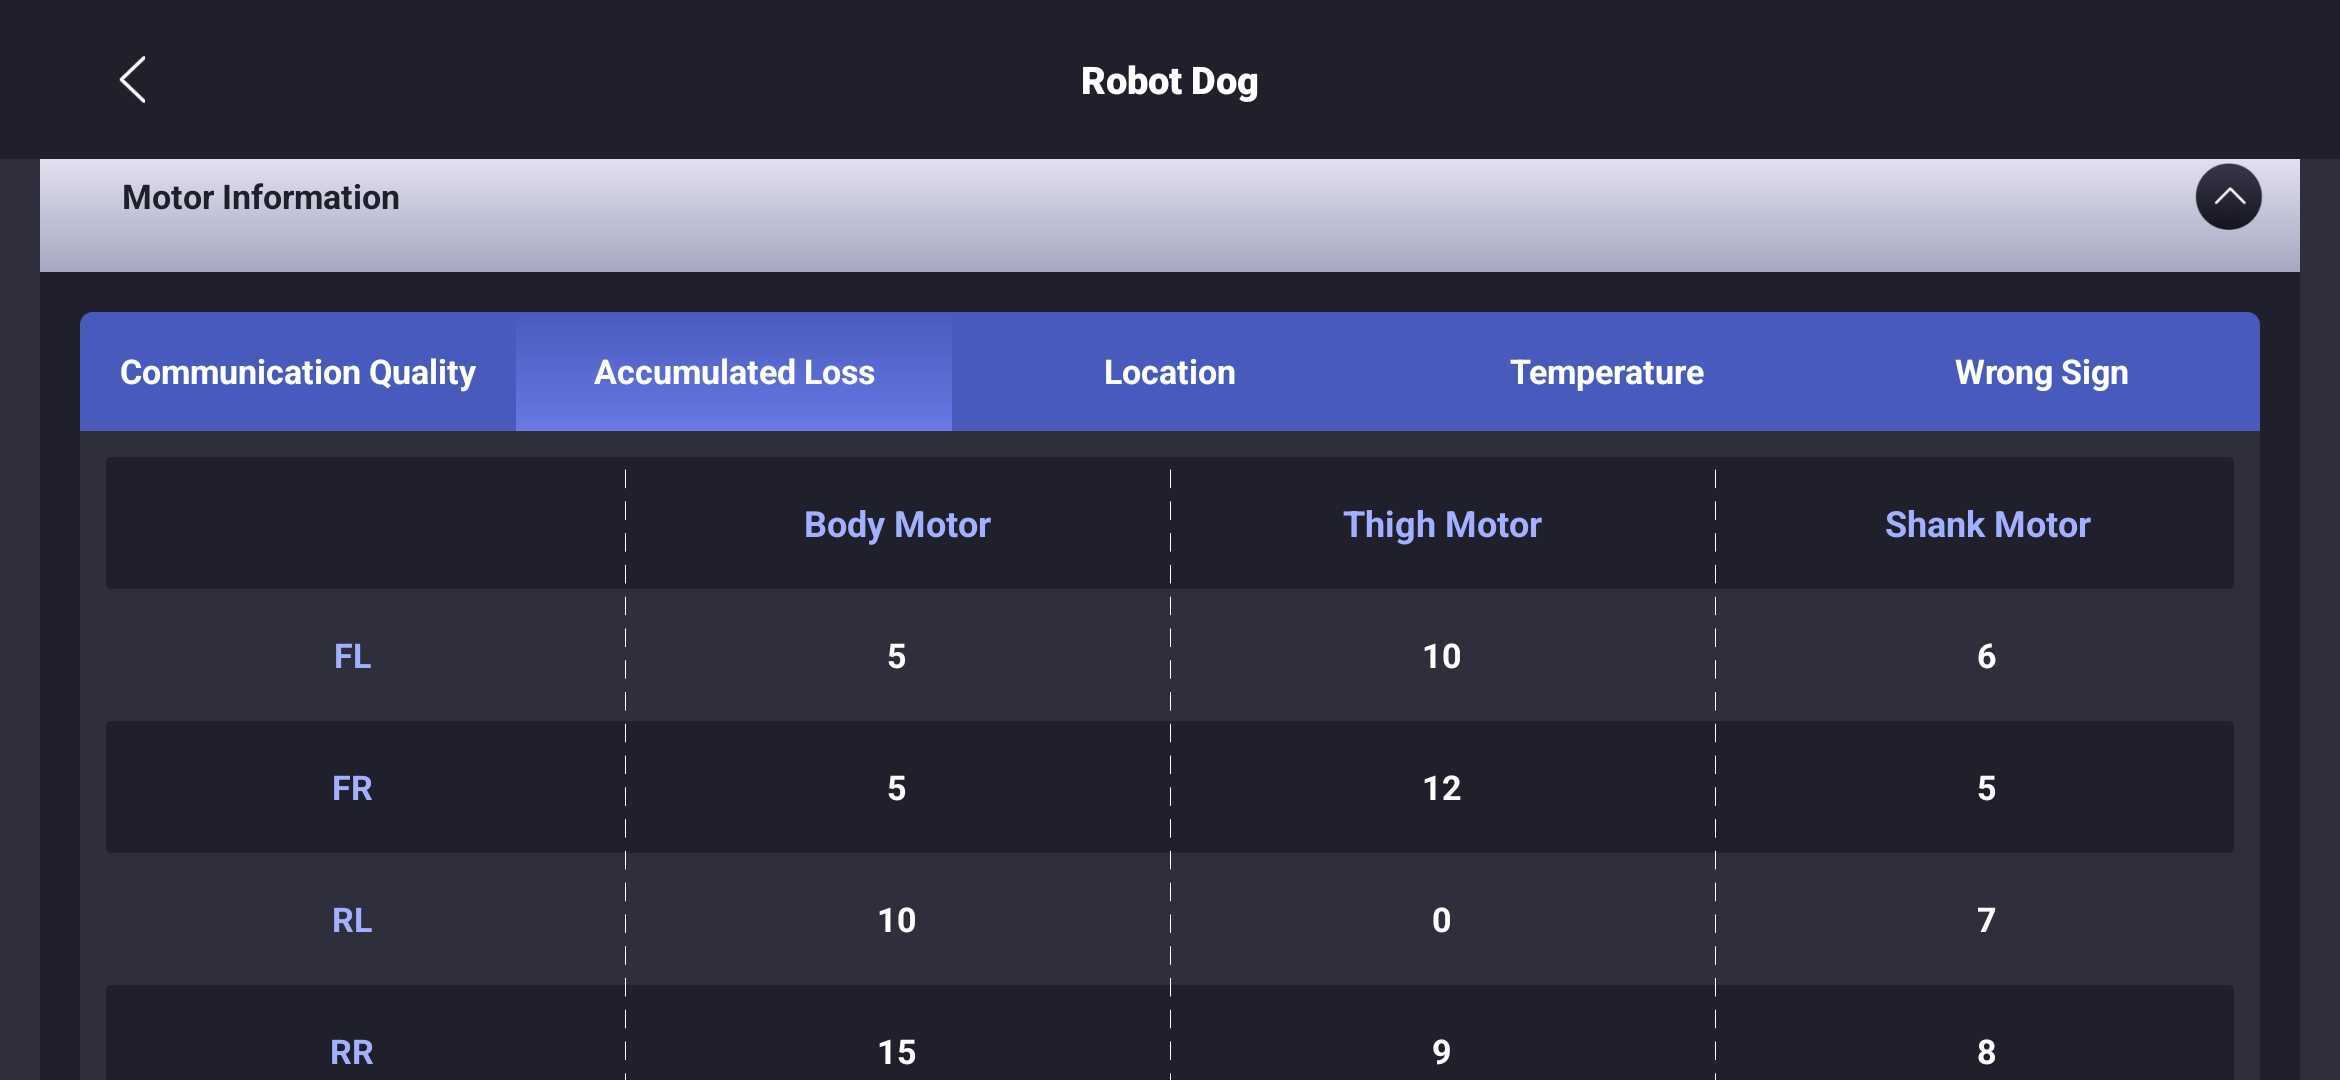 Robot Dog
Motor Information
Communication Quality Accumulated Loss Location Temperature Wrong Sign
Body Motor Thigh Motor Shank Motor
FL 5 10 6
FR 5 12 5
RL 10 0 7
RR 15 9 8